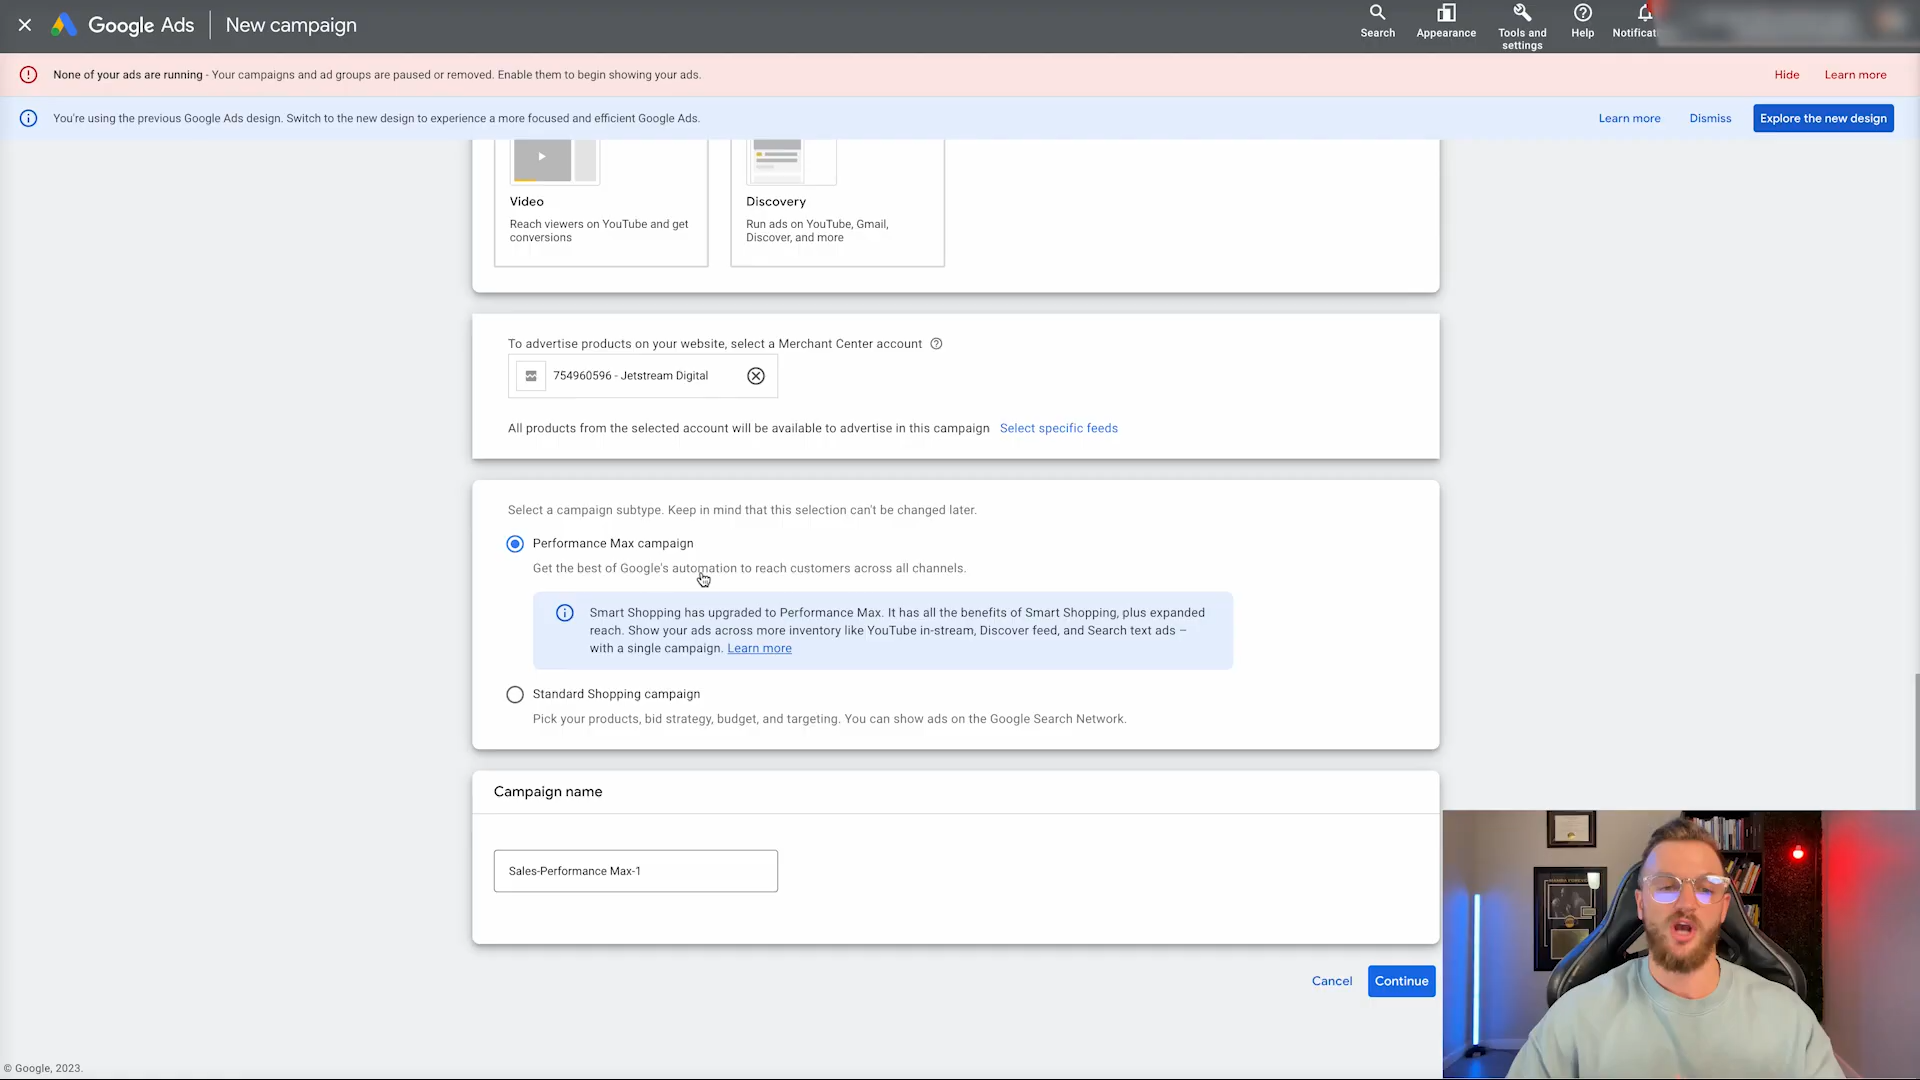 Google Ads
New campaign
Search
Appearance
Tools and
settings
Help
Notificat
None of your ads are running - Your campaigns and ad groups are paused or removed. Enable them to begin showing your ads.
Hide
Learn more
You're using the previous Google Ads design. Switch to the new design to experience a more focused and efficient Google Ads.
Learn more
Dismiss
Explore the new design
Video
Reach viewers on YouTube and get
conversions
Discovery
Run ads on YouTube, Gmail,
Discover, and more
To advertise products on your website, select a Merchant Center account
754960596 - Jetstream Digital
All products from the selected account will be available to advertise in this campaign Select specific feeds
Select a campaign subtype. Keep in mind that this selection can't be changed later.
Performance Max campaign
Get the best of Google's automation to reach customers across all channels.
Smart Shopping has upgraded to Performance Max. It has all the benefits of Smart Shopping, plus expanded
reach. Show your ads across more inventory like YouTube in-stream, Discover feed, and Search text ads –
with a single campaign. Learn more
Standard Shopping campaign
Pick your products, bid strategy, budget, and targeting. You can show ads on the Google Search Network.
Campaign name
Sales-Performance Max-1
Cancel
Continue
© Google, 2023.